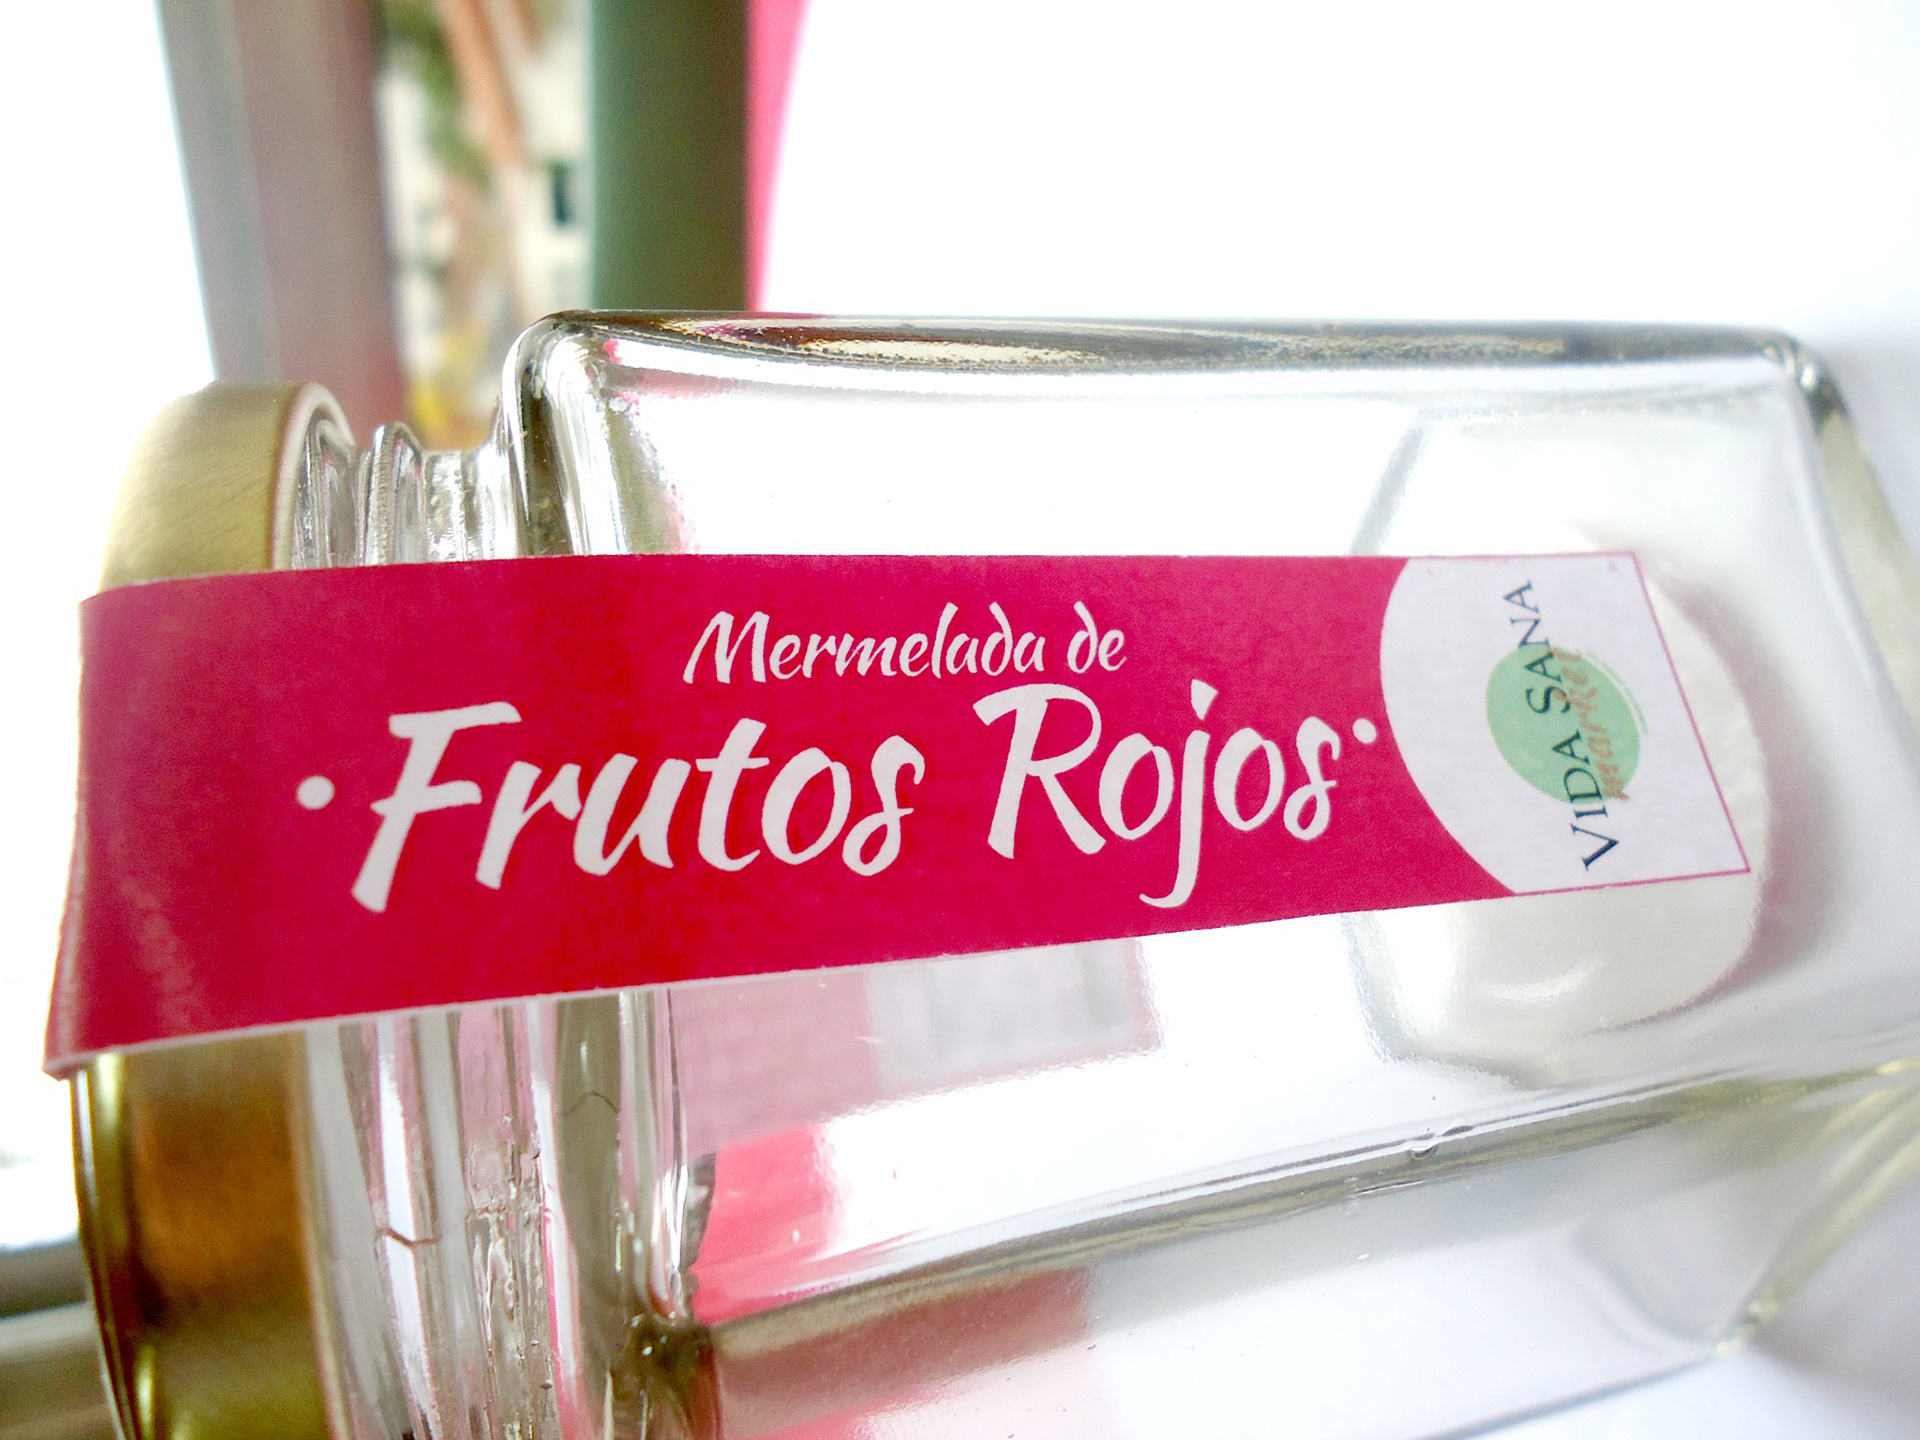 Mermelada de
• Frutos Rojos •
VIDA SANA
market